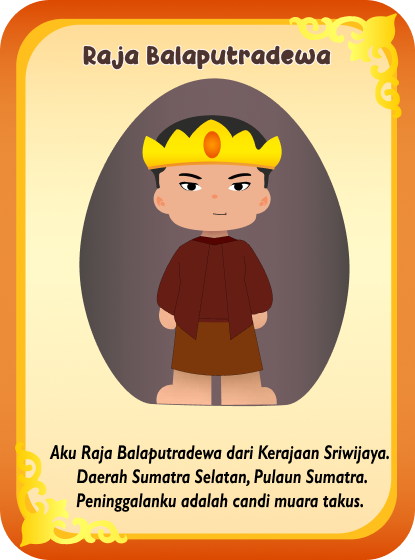 Raja Balaputradewa
Aku Raja Balaputradewa dari Kerajaan Sriwijaya.
Daerah Sumatra Selatan, Pulaun Sumatra.
Peninggalanku adalah candi muara takus.